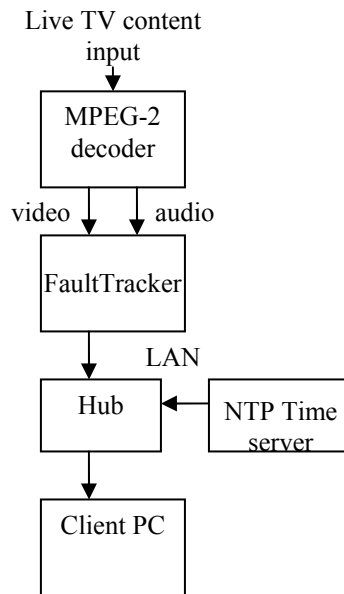 Live TV content
input
MPEG-2
decoder
video
audio
FaultTracker
LAN
Hub
NTP Time
server
Client PC